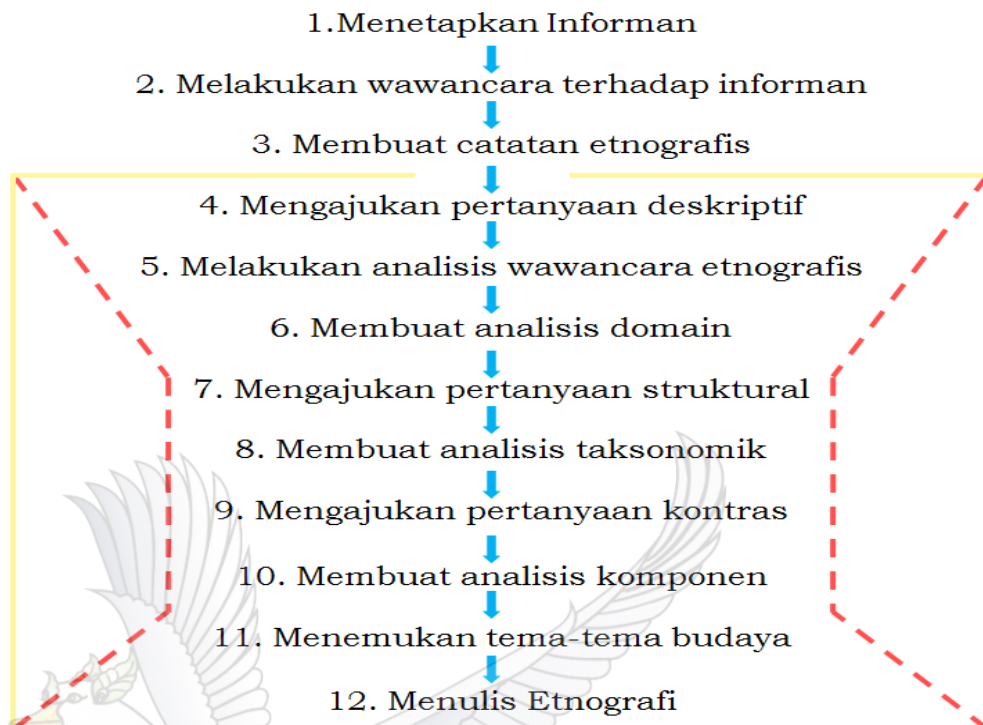 1.Menetapkan Informan
2. Melakukan wawancara terhadap informan
3. Membuat catatan etnografis
4. Mengajukan pertanyaan deskriptif
5. Melakukan analisis wawancara etnografis
6. Membuat analisis domain
7. Mengajukan pertanyaan struktural
8. Membuat analisis taksonomik
9. Mengajukan pertanyaan kontras
10. Membuat analisis komponen
11. Menemukan tema-tema budaya
12. Menulis Etnografi